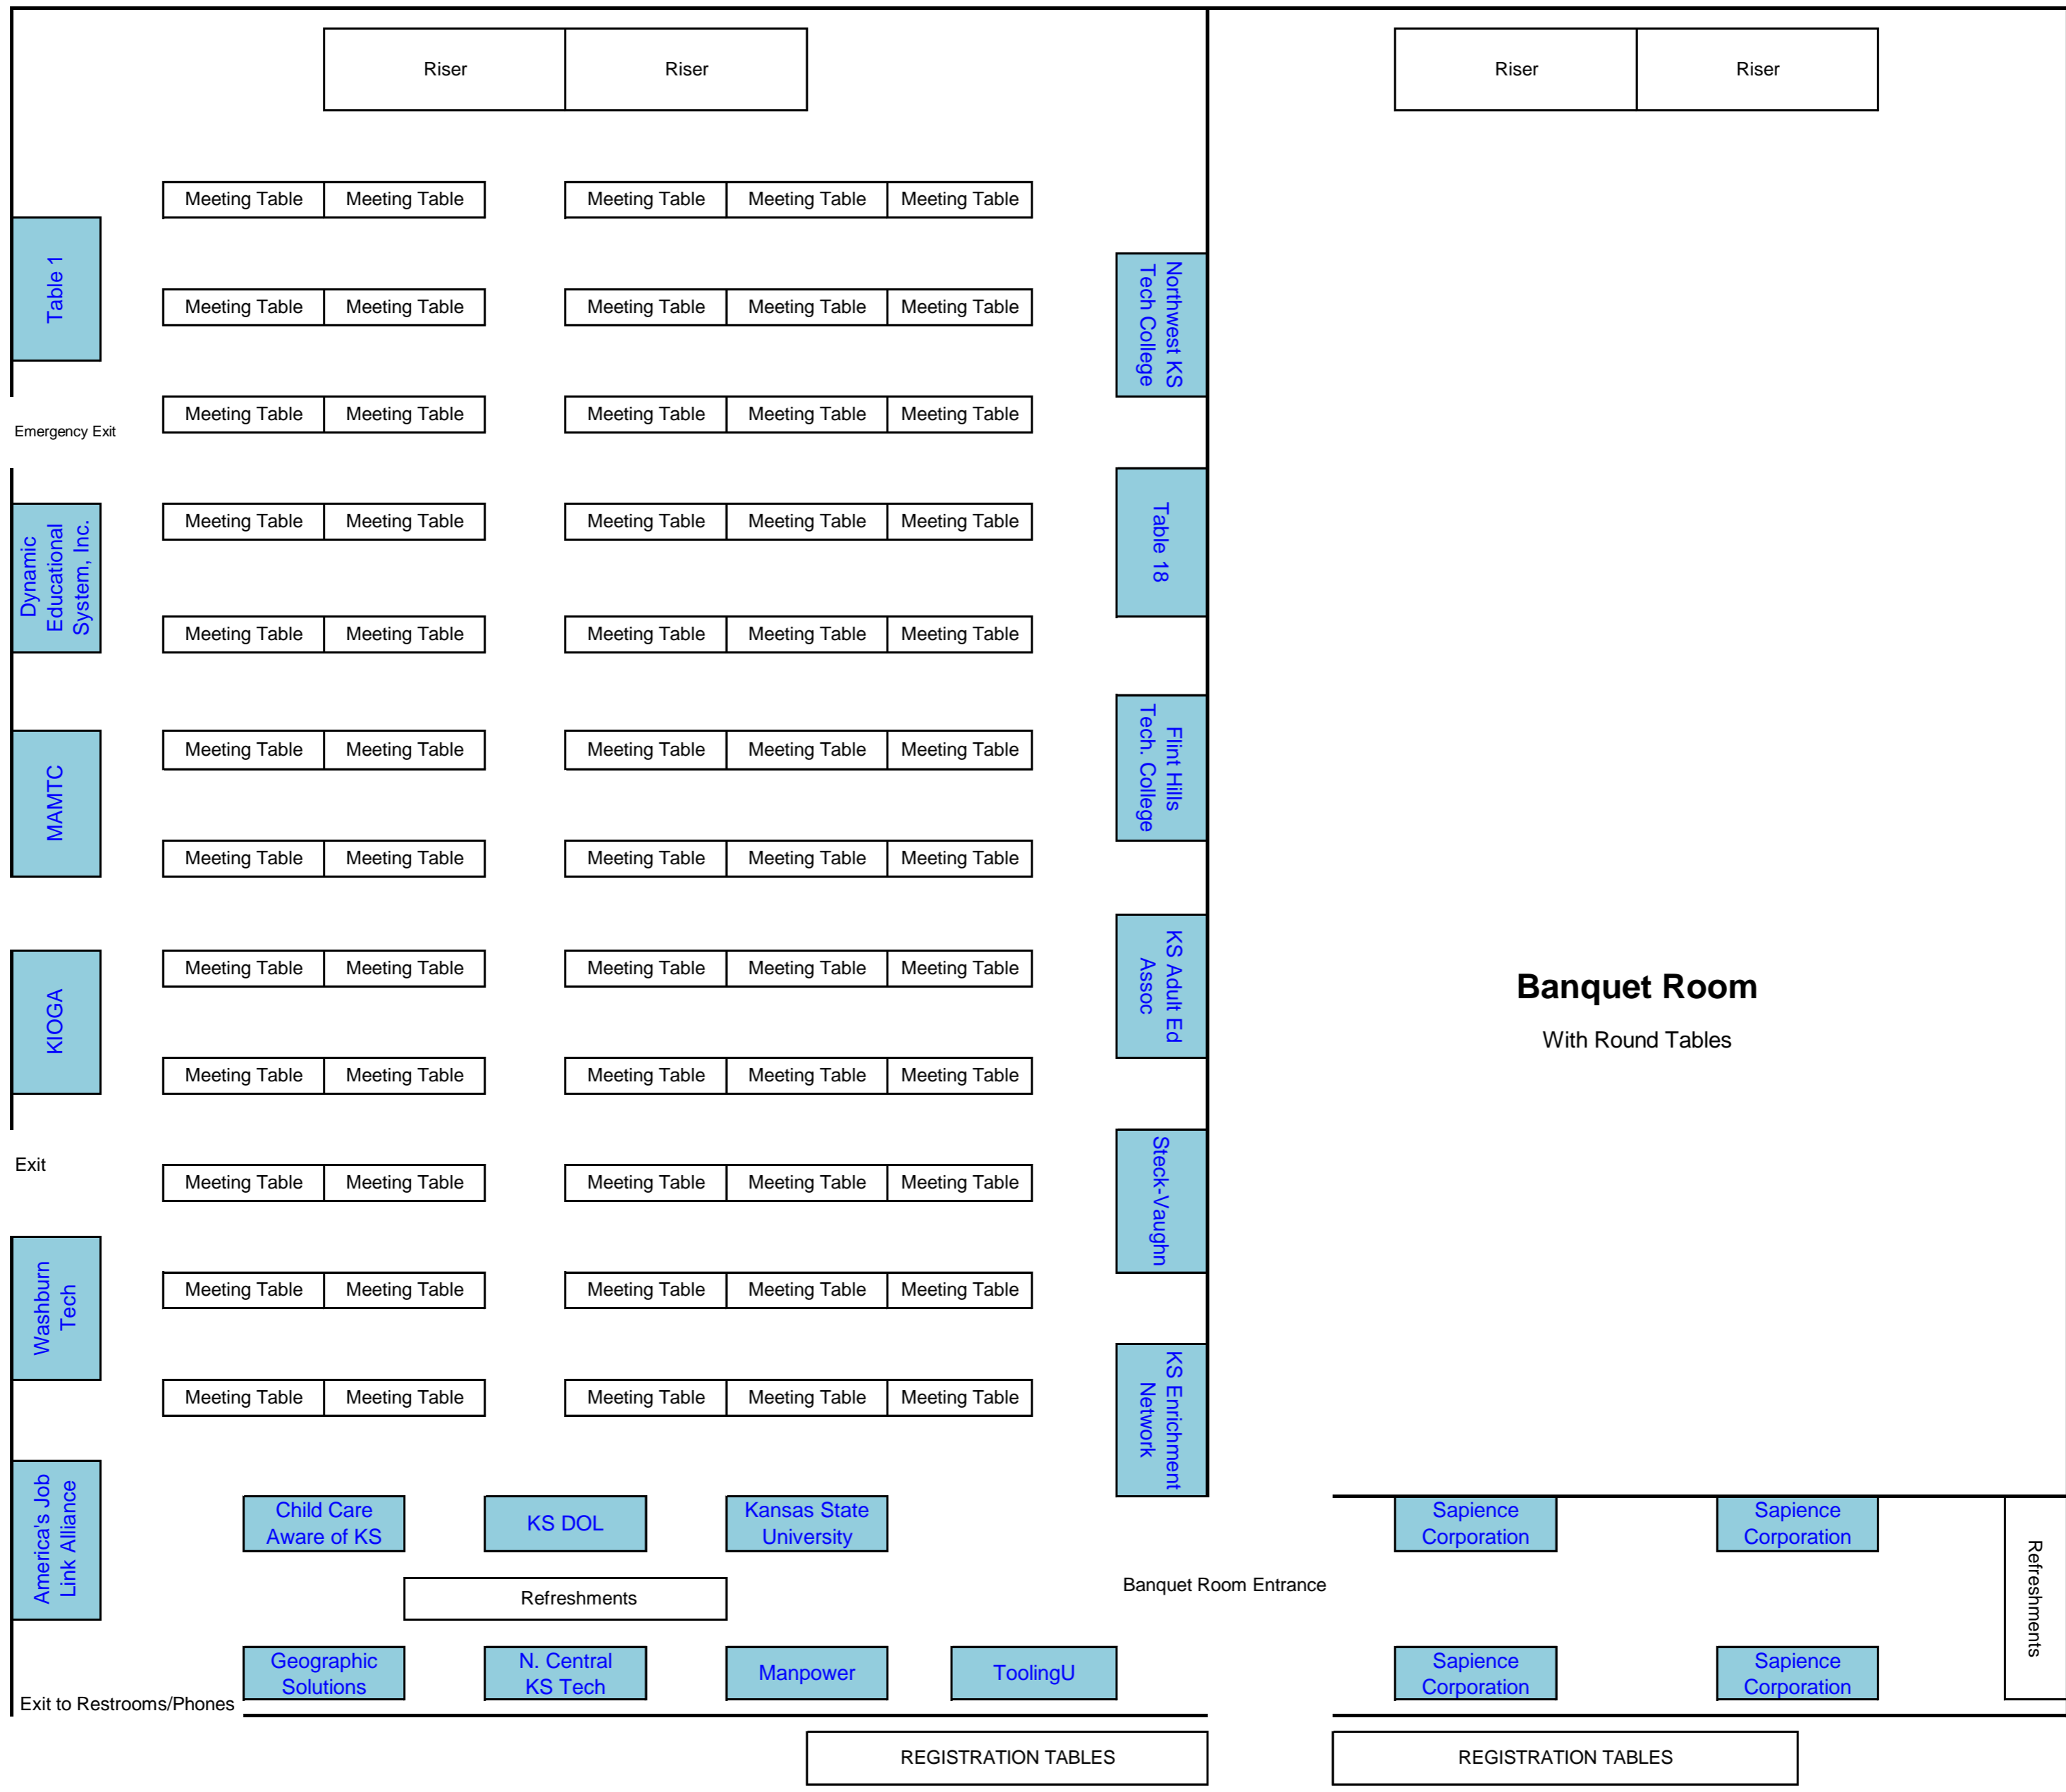 Riser Riser Riser Riser
Meeting Table Meeting Table Meeting Table Meeting Table Meeting Table
Table 1
Northwest KS
Tech College
Meeting Table Meeting Table Meeting Table Meeting Table Meeting Table
Meeting Table Meeting Table Meeting Table Meeting Table Meeting Table
Emergency Exit
Meeting Table Meeting Table Meeting Table Meeting Table Meeting Table
Table 18
Dynamic
Educational
System, Inc.
Meeting Table Meeting Table Meeting Table Meeting Table Meeting Table
Meeting Table Meeting Table Meeting Table Meeting Table Meeting Table
Flint Hills
Tech. College
MAMTC
Meeting Table Meeting Table Meeting Table Meeting Table Meeting Table
Meeting Table Meeting Table Meeting Table Meeting Table Meeting Table
KS Adult Ed
Assoc
Banquet Room
With Round Tables
KIOGA
Meeting Table Meeting Table Meeting Table Meeting Table Meeting Table
Exit
Meeting Table Meeting Table Meeting Table Meeting Table Meeting Table
Steck-Vaughn
Meeting Table Meeting Table Meeting Table Meeting Table Meeting Table
Washburn
Tech
Meeting Table Meeting Table Meeting Table Meeting Table Meeting Table
KS Enrichment
Network
America's Job
Link Alliance
Child Care
Aware of KS
KS DOL
Kansas State
University
Sapience
Corporation
Sapience
Corporation
Refreshments
Banquet Room Entrance
Refreshments
Geographic
Solutions
N. Central
KS Tech
Manpower
ToolingU
Sapience
Corporation
Sapience
Corporation
Exit to Restrooms/Phones
REGISTRATION TABLES REGISTRATION TABLES